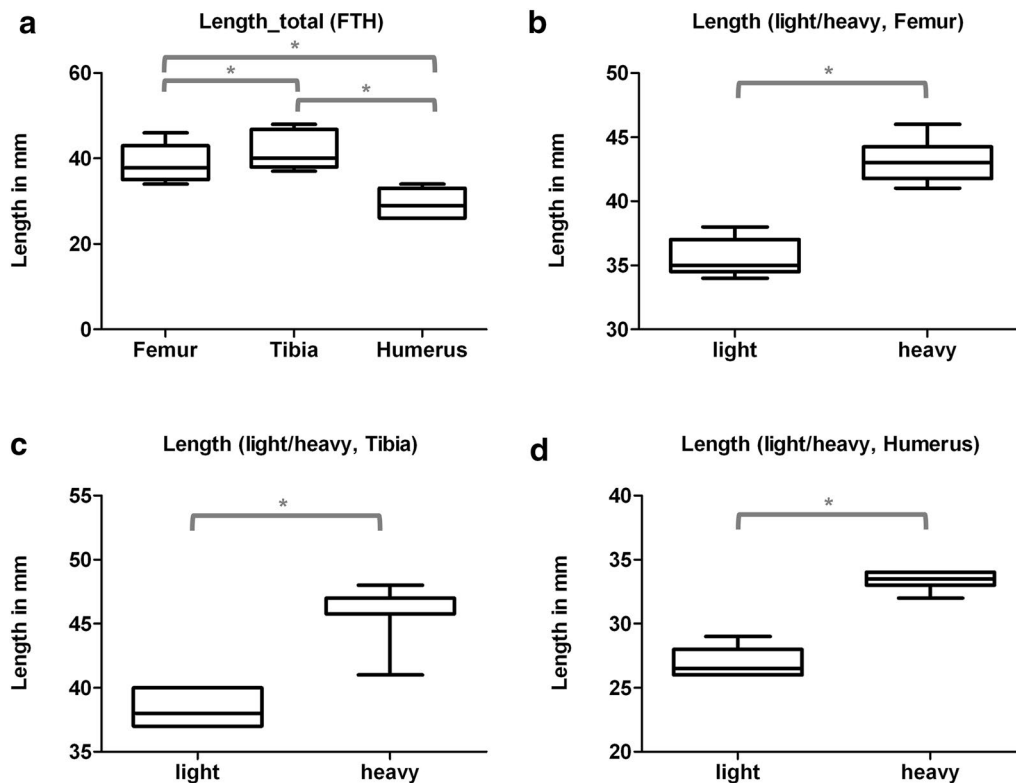 a
Length_total (FTH)
*
*
*
Length in mm
60
40
20
0
Femur Tibia Humerus
b
Length (light/heavy, Femur)
*
Length in mm
50
45
40
35
30
light heavy
c
Length (light/heavy, Tibia)
*
Length in mm
55
50
45
40
35
light heavy
d
Length (light/heavy, Humerus)
*
Length in mm
40
35
30
25
20
light heavy